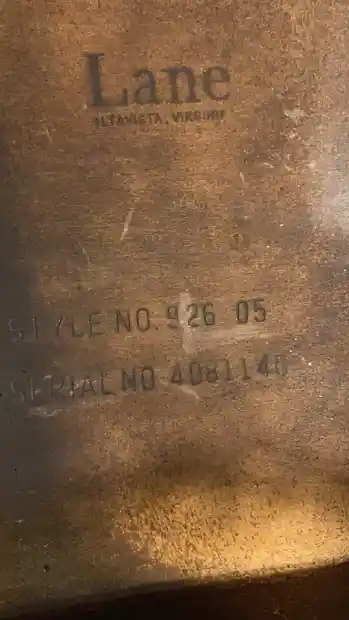 Lane
ALTAVISTA, VIRGINIA
STYLE NO. 926 05
SERIAL NO 4081140